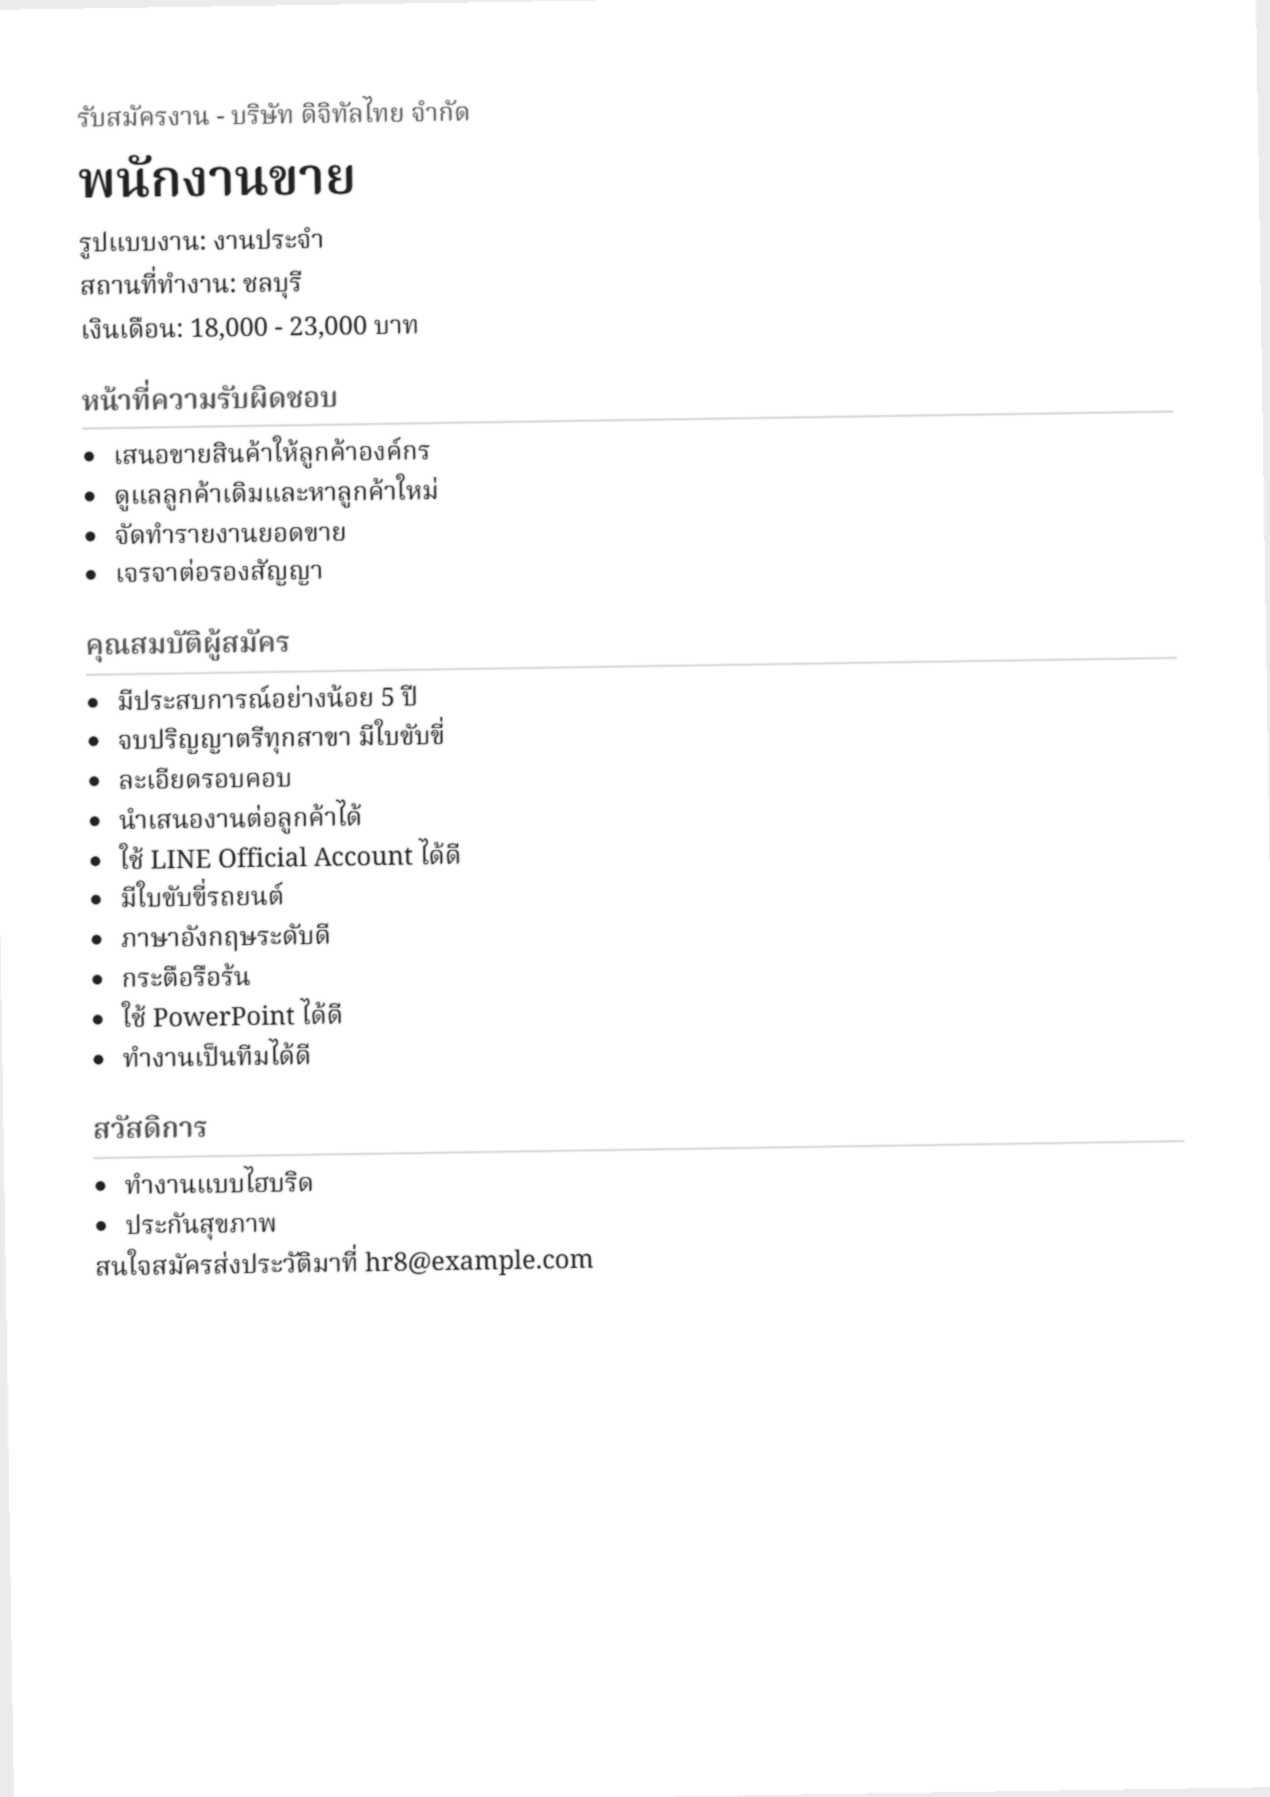 รับสมัครงาน - บริษัท ดิจิทัลไทย จำกัด
พนักงานขาย
รูปแบบงาน: งานประจำ
สถานที่ทำงาน: ชลบุรี
เงินเดือน: 18,000 - 23,000 บาท
หน้าที่ความรับผิดชอบ
• เสนอขายสินค้าให้ลูกค้าองค์กร
• ดูแลลูกค้าเดิมและหาลูกค้าใหม่
• จัดทำรายงานยอดขาย
• เจรจาต่อรองสัญญา
คุณสมบัติผู้สมัคร
• มีประสบการณ์อย่างน้อย 5 ปี
• จบปริญญาตรีทุกสาขา มีใบขับขี่
• ละเอียดรอบคอบ
• นำเสนองานต่อลูกค้าได้
• ใช้ LINE Official Account ได้ดี
• มีใบขับขี่รถยนต์
• ภาษาอังกฤษระดับดี
• กระตือรือร้น
• ใช้ PowerPoint ได้ดี
• ทำงานเป็นทีมได้ดี
สวัสดิการ
• ทำงานแบบไฮบริด
• ประกันสุขภาพ
สนใจสมัครส่งประวัติมาที่ hr8@example.com